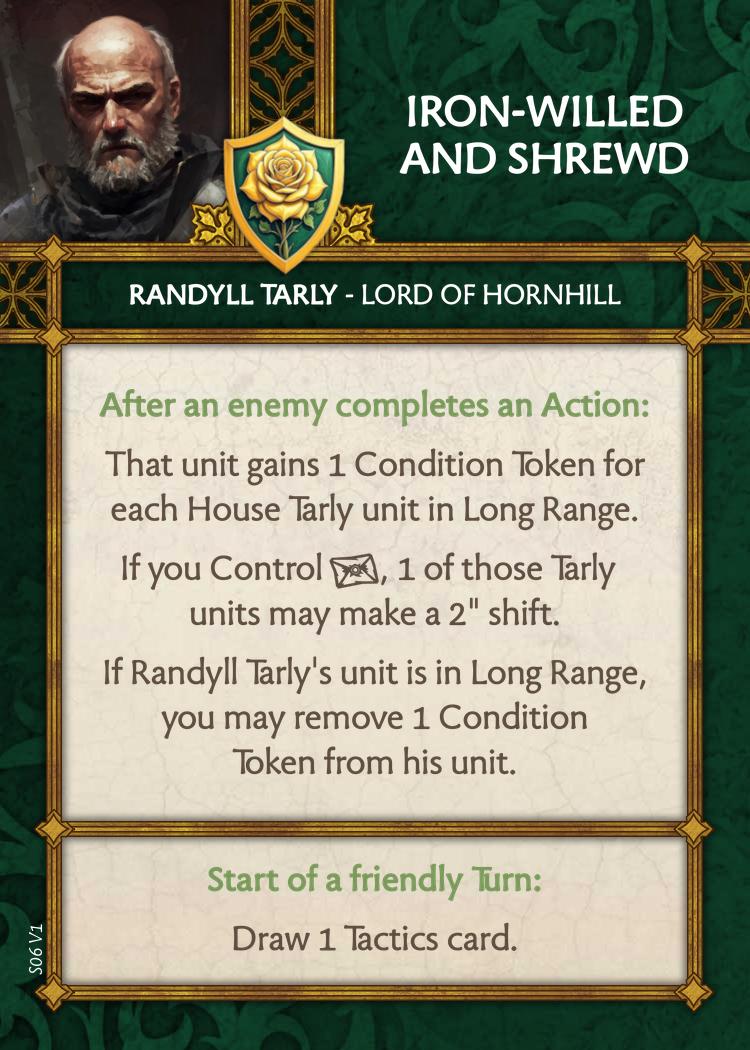 IRON-WILLED
AND SHREWD
RANDYLL TARLY - LORD OF HORNHILL
After an enemy completes an Action:
That unit gains 1 Condition Token for
each House Tarly unit in Long Range.
If you Control , 1 of those Tarly
units may make a 2" shift.
If Randyll Tarly's unit is in Long Range,
you may remove 1 Condition
Token from his unit.
Start of a friendly Turn:
Draw 1 Tactics card.
S06 V1